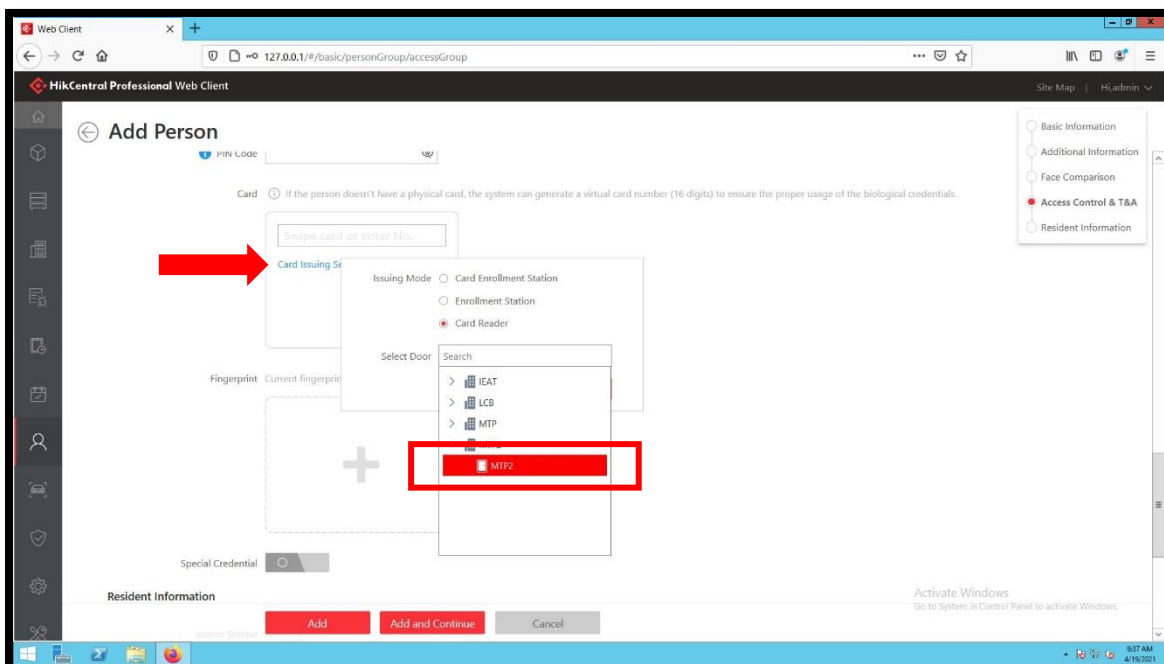 Web Client
127.0.0.1/#/basic/personGroup/accessGroup
HikCentral Professional Web Client
Site Map | Hi,admin
Add Person
Basic Information
Additional Information
Face Comparison
Access Control & T&A
Resident Information
PIN Code
Card If the person doesn't have a physical card, the system can generate a virtual card number (16 digits) to ensure the proper usage of the biological credentials.
Swipe card or enter No.
Card Issuing Se
Issuing Mode Card Enrollment Station
Enrollment Station
Card Reader
Select Door Search
IEAT
LCB
MTP
MTP2
Fingerprint Current fingerprin
Special Credential
Resident Information
Activate Windows
Go to System in Control Panel to activate Windows.
Add Add and Continue Cancel
Indoor Station
9:37 AM
4/19/2021